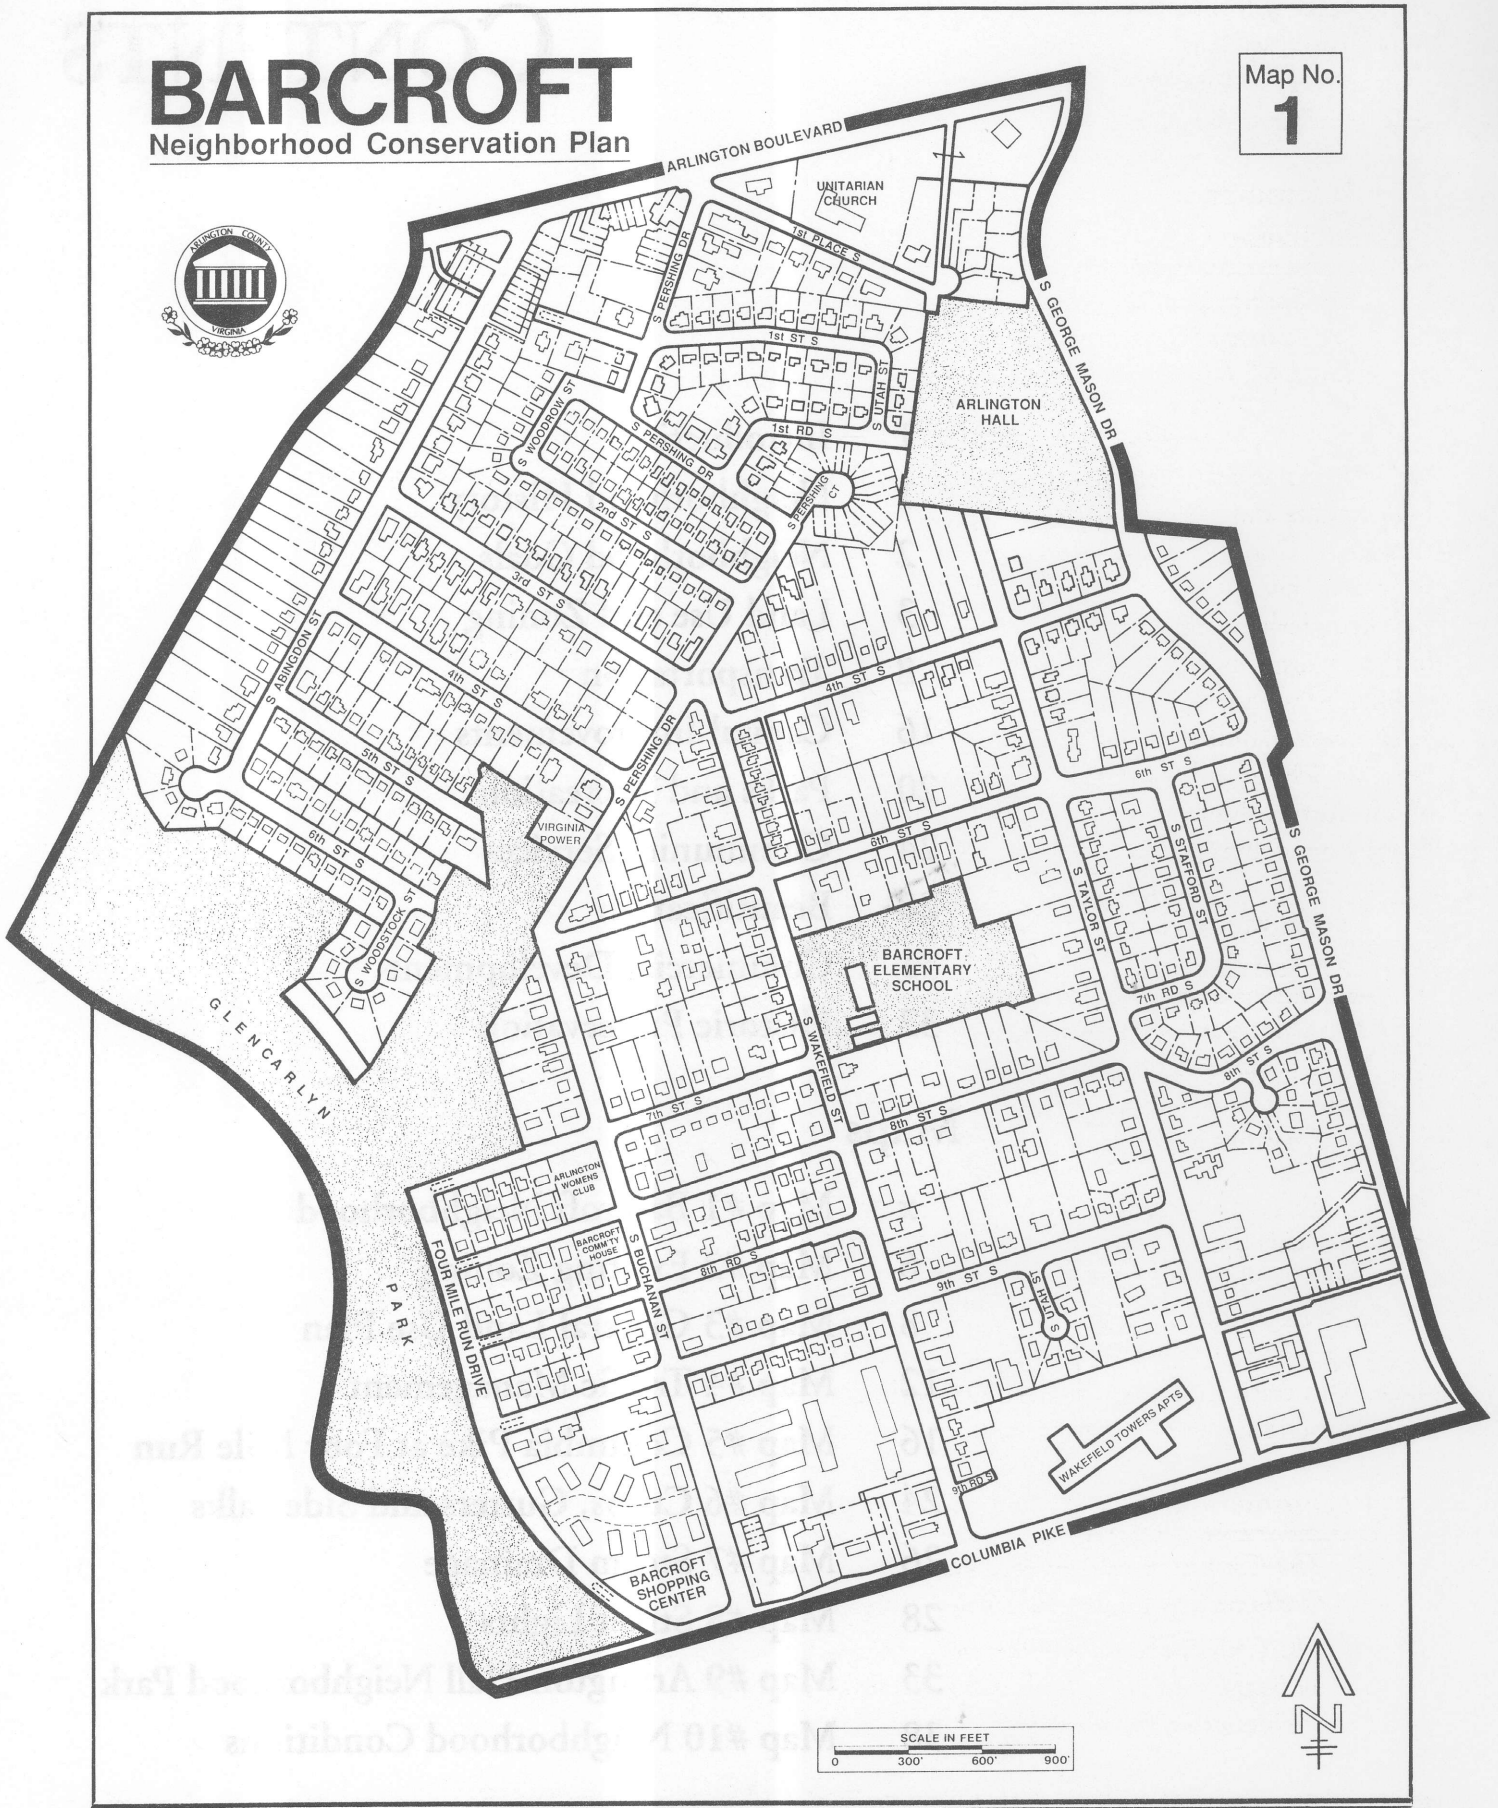 BARCROFT
Neighborhood Conservation Plan
Map No.
1
ARLINGTON COUNTY
VIRGINIA
ARLINGTON BOULEVARD
UNITARIAN
CHURCH
1st PLACE S
S PERSHING DR
S GEORGE MASON DR
1st ST S
S UTAH ST
ARLINGTON
HALL
S WOODROW ST
S PERSHING DR
1st RD S
S PERSHING
CT
2nd ST S
3rd ST S
S ABINGDON ST
4th ST S
4th ST S
S PERSHING DR
5th ST S
6th ST S
6th ST S
VIRGINIA
POWER
6th ST S
S STAFFORD ST
S TAYLOR ST
S GEORGE MASON DR
S WOODSTOCK ST
BARCROFT
ELEMENTARY
SCHOOL
7th RD S
GLENCARLYN
PARK
S WAKEFIELD ST
8th ST S
7th ST S
8th ST S
ARLINGTON
WOMENS
CLUB
BARCROFT
COMM'TY
HOUSE
S BUCHANAN ST
8th RD S
FOUR MILE RUN DRIVE
9th ST S
S UTAH ST
S
WAKEFIELD TOWERS APTS
9th RD S
COLUMBIA PIKE
BARCROFT
SHOPPING
CENTER
N
SCALE IN FEET
0 300' 600' 900'